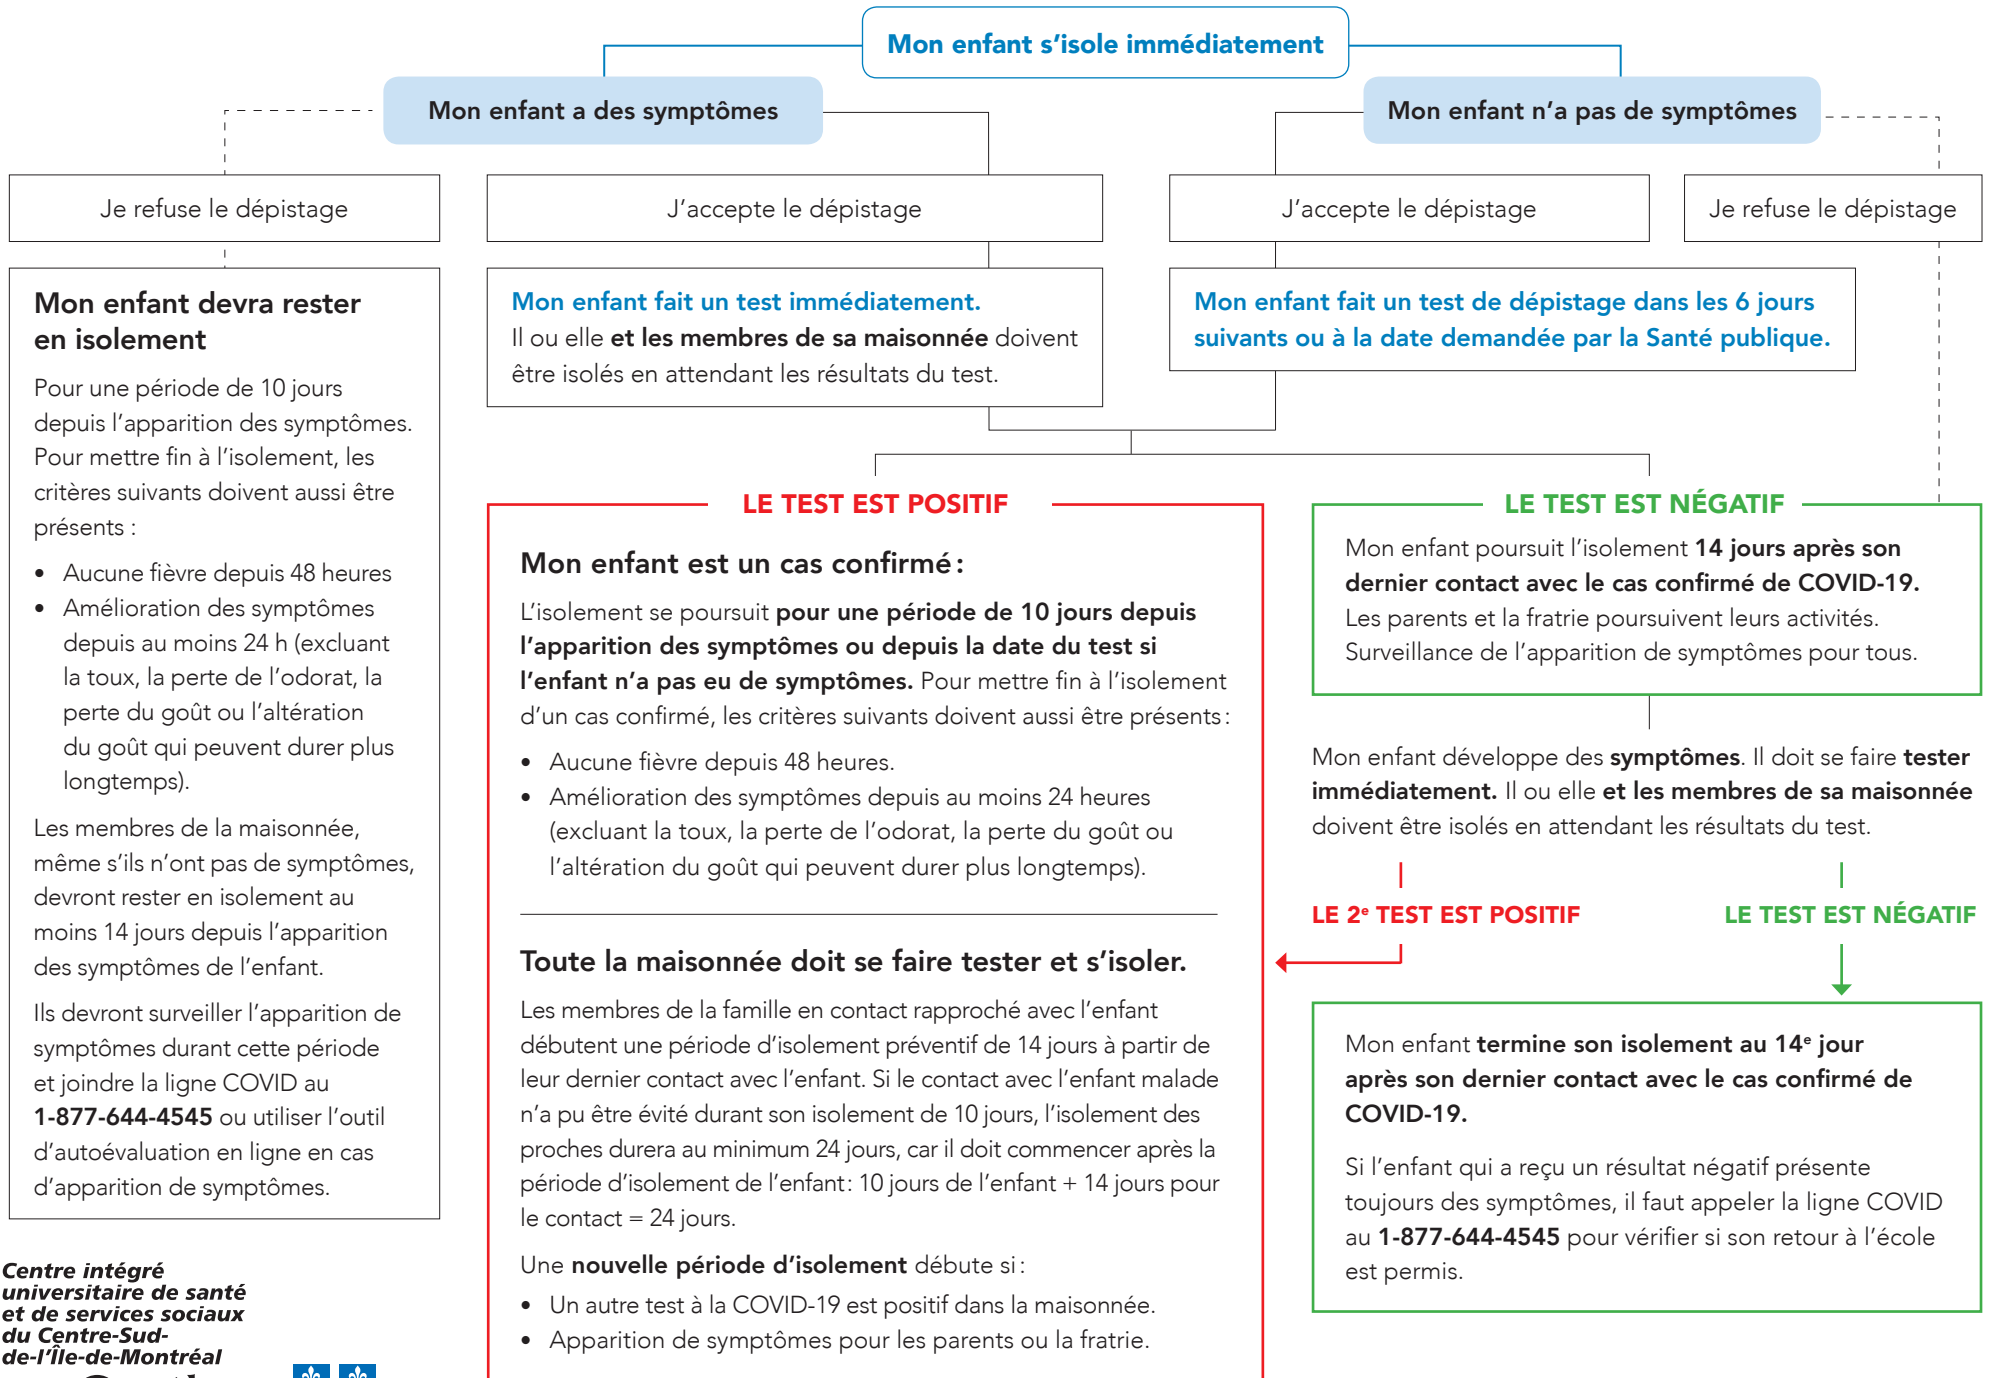 Mon enfant s’isole immédiatement
Mon enfant a des symptômes
Mon enfant n’a pas de symptômes
Je refuse le dépistage
J’accepte le dépistage
J’accepte le dépistage
Je refuse le dépistage
Mon enfant devra rester
en isolement
Pour une période de 10 jours
depuis l’apparition des symptômes.
Pour mettre fin à l’isolement, les
critères suivants doivent aussi être
présents :
• Aucune fièvre depuis 48 heures
• Amélioration des symptômes
depuis au moins 24 h (excluant
la toux, la perte de l’odorat, la
perte du goût ou l’altération
du goût qui peuvent durer plus
longtemps).
Les membres de la maisonnée,
même s’ils n’ont pas de symptômes,
devront rester en isolement au
moins 14 jours depuis l’apparition
des symptômes de l’enfant.
Ils devront surveiller l’apparition de
symptômes durant cette période
et joindre la ligne COVID au
1-877-644-4545 ou utiliser l’outil
d’autoévaluation en ligne en cas
d’apparition de symptômes.
Mon enfant fait un test immédiatement.
Il ou elle et les membres de sa maisonnée doivent
être isolés en attendant les résultats du test.
Mon enfant fait un test de dépistage dans les 6 jours
suivants ou à la date demandée par la Santé publique.
LE TEST EST POSITIF
Mon enfant est un cas confirmé :
L’isolement se poursuit pour une période de 10 jours depuis
l’apparition des symptômes ou depuis la date du test si
l’enfant n’a pas eu de symptômes. Pour mettre fin à l’isolement
d’un cas confirmé, les critères suivants doivent aussi être présents :
• Aucune fièvre depuis 48 heures.
• Amélioration des symptômes depuis au moins 24 heures
(excluant la toux, la perte de l’odorat, la perte du goût ou
l’altération du goût qui peuvent durer plus longtemps).
Toute la maisonnée doit se faire tester et s’isoler.
Les membres de la famille en contact rapproché avec l’enfant
débutent une période d’isolement préventif de 14 jours à partir de
leur dernier contact avec l’enfant. Si le contact avec l’enfant malade
n’a pu être évité durant son isolement de 10 jours, l’isolement des
proches durera au minimum 24 jours, car il doit commencer après la
période d’isolement de l’enfant : 10 jours de l’enfant + 14 jours pour
le contact = 24 jours.
Une nouvelle période d’isolement débute si :
• Un autre test à la COVID-19 est positif dans la maisonnée.
• Apparition de symptômes pour les parents ou la fratrie.
LE TEST EST NÉGATIF
Mon enfant poursuit l’isolement 14 jours après son
dernier contact avec le cas confirmé de COVID-19.
Les parents et la fratrie poursuivent leurs activités.
Surveillance de l’apparition de symptômes pour tous.
Mon enfant développe des symptômes. Il doit se faire tester
immédiatement. Il ou elle et les membres de sa maisonnée
doivent être isolés en attendant les résultats du test.
LE 2e TEST EST POSITIF
LE TEST EST NÉGATIF
Mon enfant termine son isolement au 14e jour
après son dernier contact avec le cas confirmé de
COVID-19.
Si l’enfant qui a reçu un résultat négatif présente
toujours des symptômes, il faut appeler la ligne COVID
au 1-877-644-4545 pour vérifier si son retour à l’école
est permis.
Centre intégré
universitaire de santé
et de services sociaux
du Centre-Sud-
de-l’Île-de-Montréal